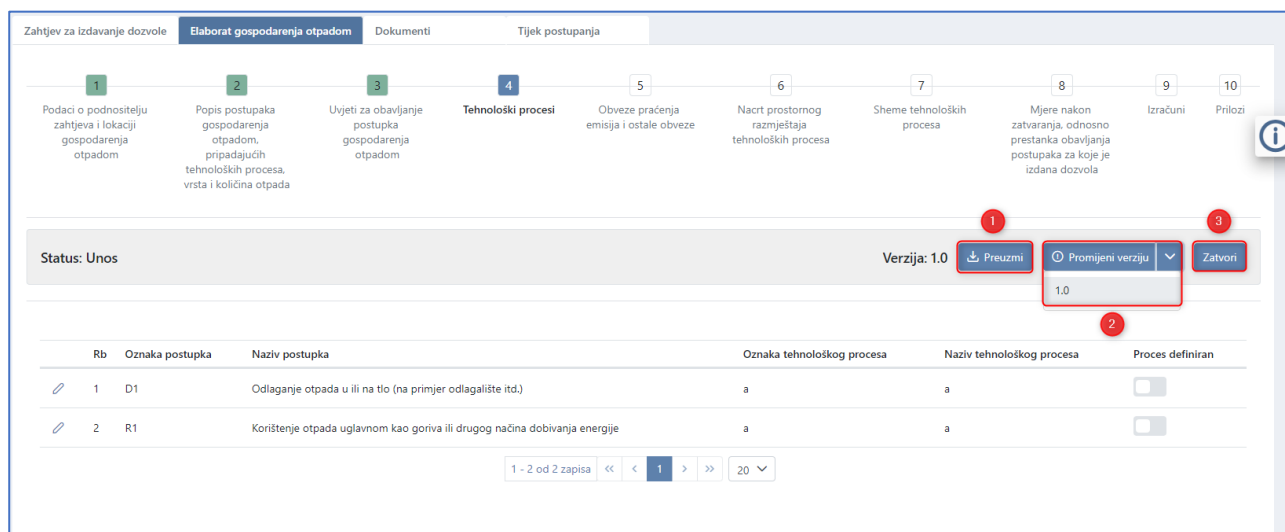 Zahtjev za izdavanje dozvole Elaborat gospodarenja otpadom Dokumenti Tijek postupanja
1 2 3 4 5 6 7 8 9 10
Podaci o podnositelju
zahtjeva i lokaciji
gospodarenja
otpadom
Popis postupaka
gospodarenja
otpadom,
pripadajućih
tehnoloških procesa,
vrsta i količina otpada
Uvjeti za obavljanje
postupka
gospodarenja
otpadom
Tehnološki procesi
Obveze praćenja
emisija i ostale obveze
Nacrt prostornog
razmještaja
tehnoloških procesa
Sheme tehnoloških
procesa
Mjere nakon
zatvaranja, odnosno
prestanka obavljanja
postupaka za koje je
izdana dozvola
Izračuni
Prilozi
1 3
Status: Unos Verzija: 1.0 Preuzmi Promijeni verziju Zatvori
1.0
2
Rb Oznaka postupka Naziv postupka Oznaka tehnološkog procesa Naziv tehnološkog procesa Proces definiran
1 D1 Odlaganje otpada u ili na tlo (na primjer odlagalište itd.) a a
2 R1 Korištenje otpada uglavnom kao goriva ili drugog načina dobivanja energije a a
1 - 2 od 2 zapisa << < 1 > >> 20